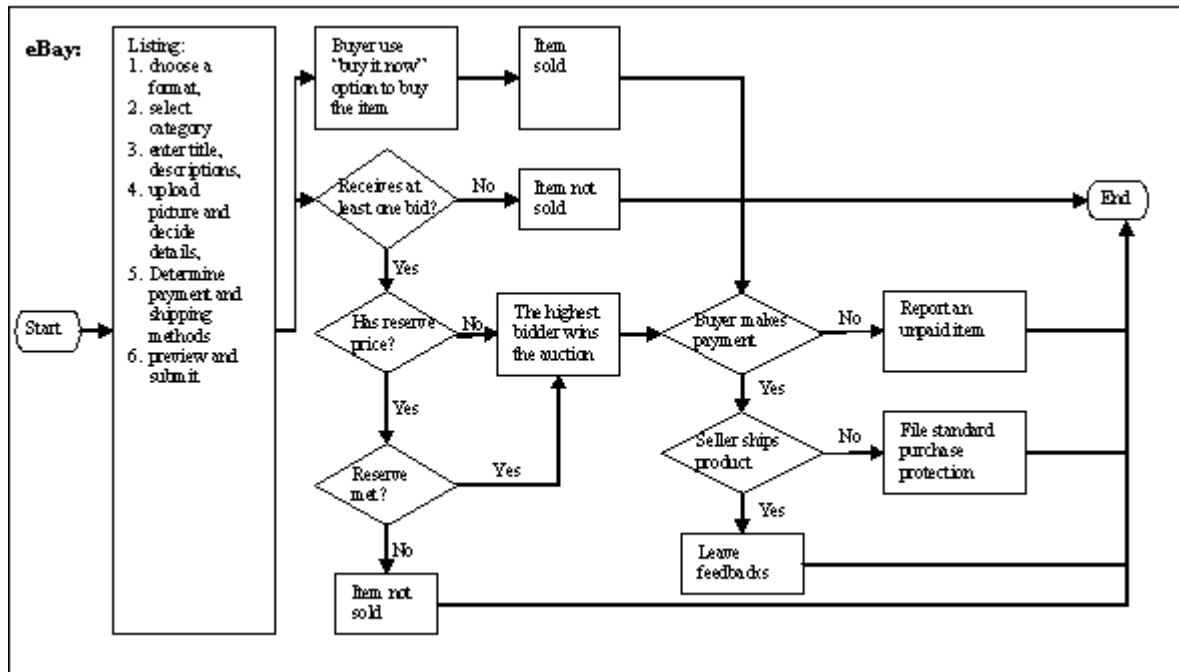 eBay:
Listing:
1. choose a
format,
2. select
category
3. enter title,
descriptions,
4. upload
picture and
decide
details,
5. Determine
payment and
shipping
methods
6. preview and
submit
Start
Buyer use
“buy it now”
option to buy
the item
Item
sold
Receives at
least one bid?
No
Item not
sold
End
Yes
Has reserve
price?
No
The highest
bidder wins
the auction
Buyer makes
payment
No
Report an
unpaid item
Yes
Yes
Reserve
met?
Yes
Seller ships
product
No
File standard
purchase
protection
Yes
No
Leave
feedbacks
Item not
sold